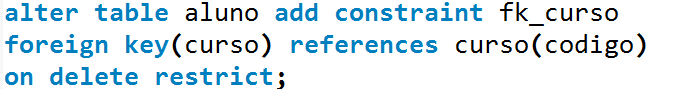 alter table aluno add constraint fk_curso
foreign key(curso) references curso(codigo)
on delete restrict;